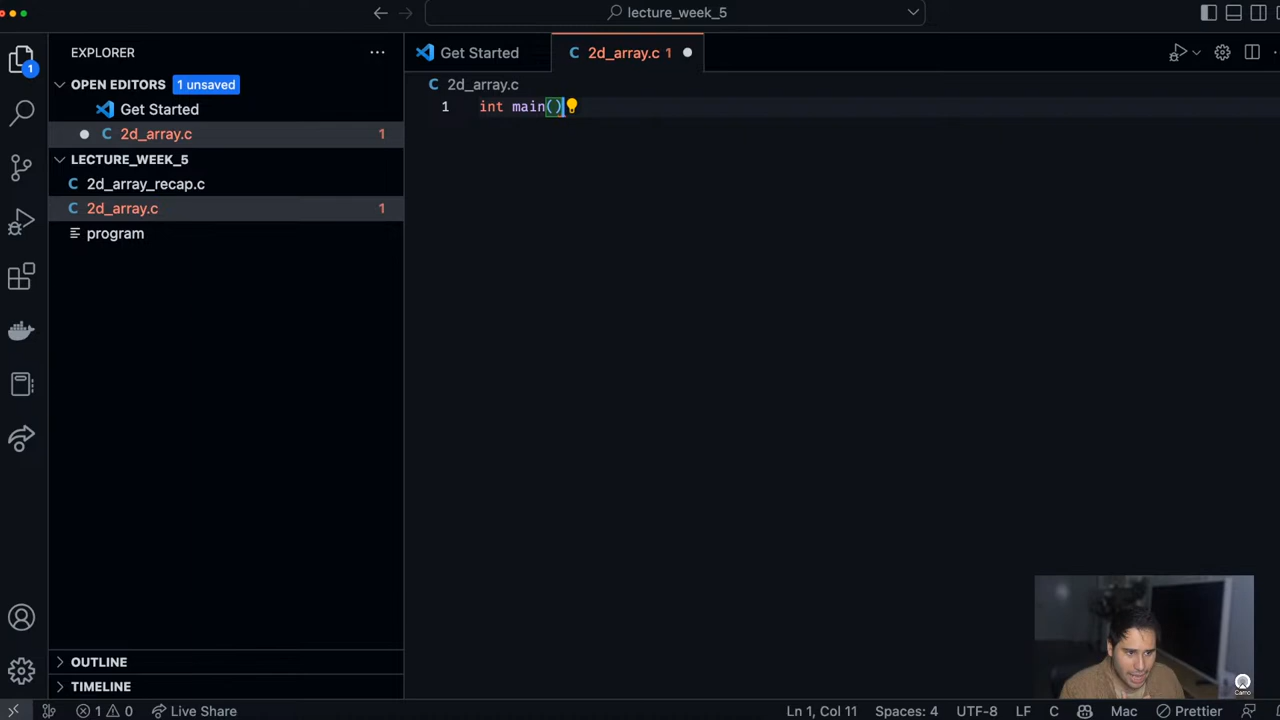 lecture_week_5
EXPLORER
Get Started
2d_array.c 1
OPEN EDITORS 1 unsaved
Get Started
2d_array.c 1
LECTURE_WEEK_5
2d_array_recap.c
2d_array.c 1
program
2d_array.c
1 int main()
OUTLINE
TIMELINE
1 0 Live Share Ln 1, Col 11 Spaces: 4 UTF-8 LF C Mac Prettier
1
Camo